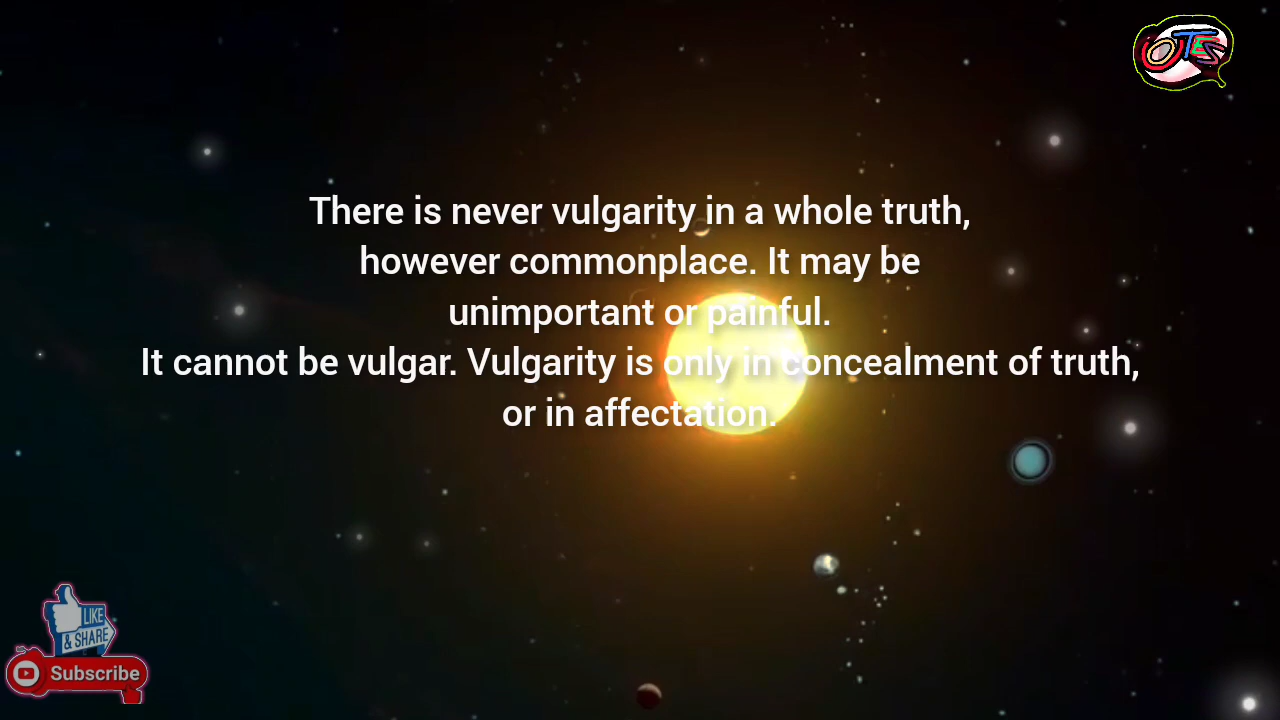 OTES
There is never vulgarity in a whole truth,
however commonplace. It may be
unimportant or painful.
It cannot be vulgar. Vulgarity is only in concealment of truth,
or in affectation.
LIKE
& SHARE
Subscribe